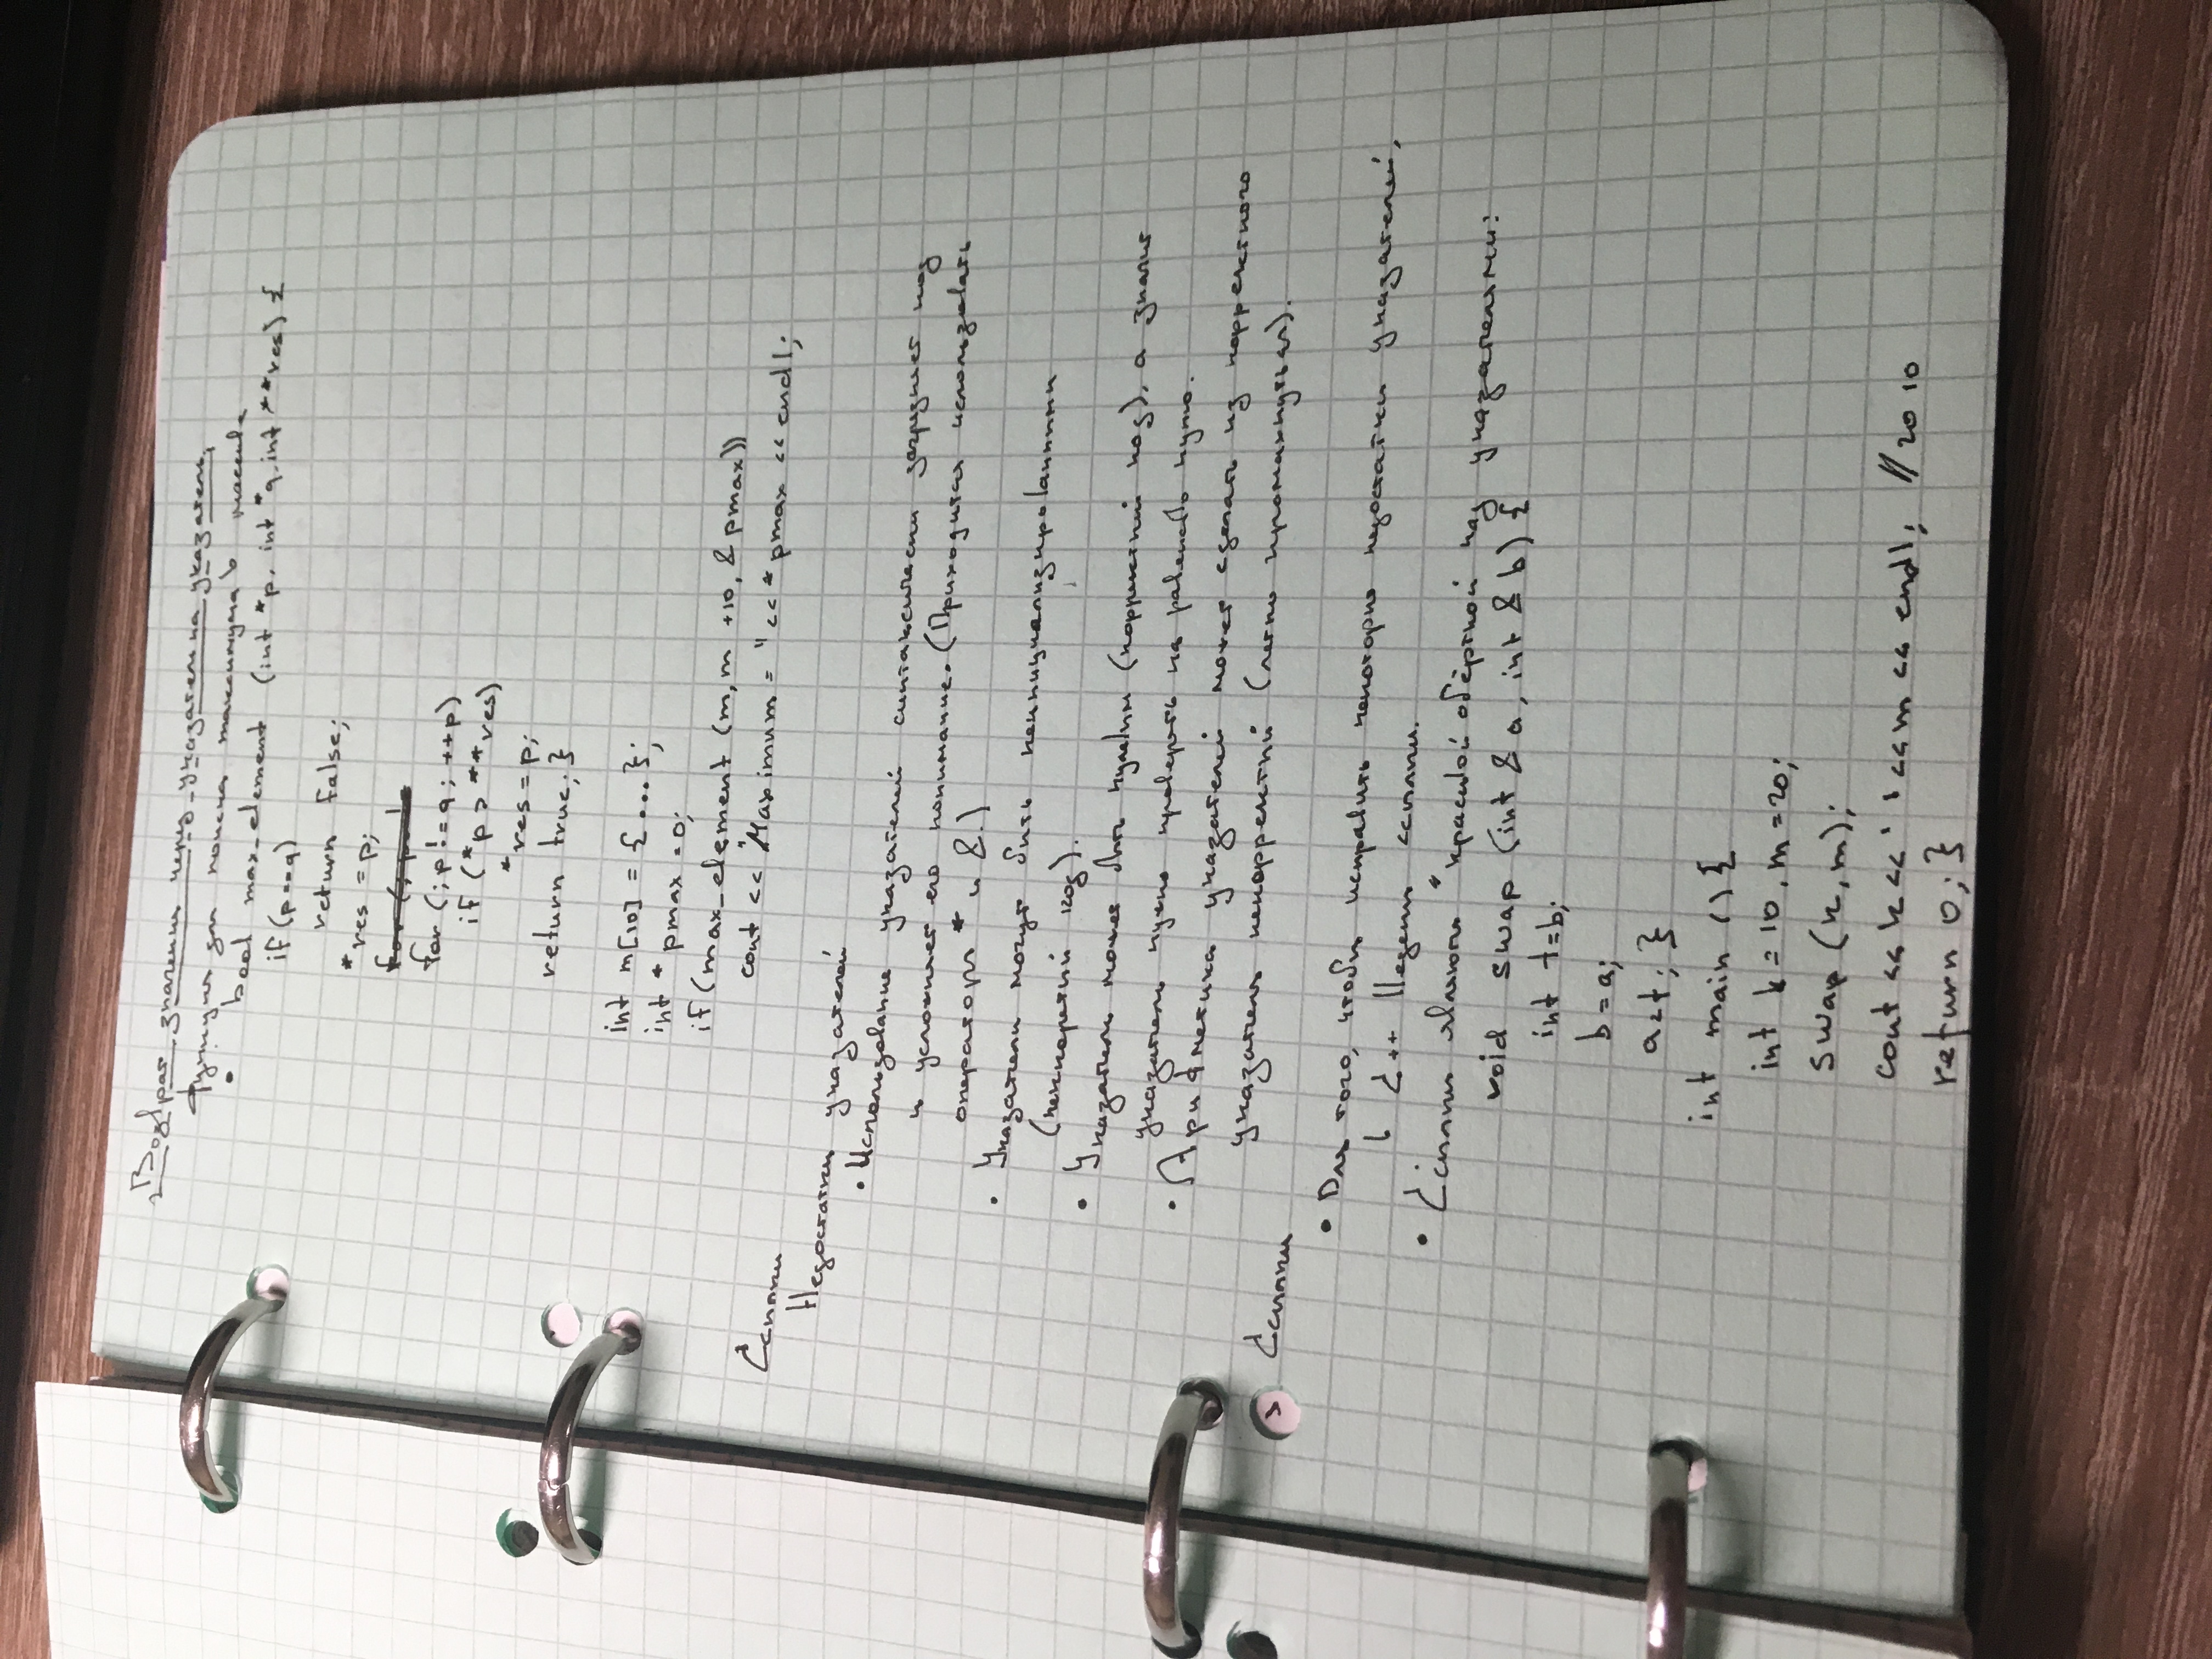 Возврат значения через указатель на указатель.
Функция для поиска максимума в массиве
• bool max_element (int *p, int *q, int **res) {
if (p==q)
return false;
*res = p;
for (; p!=q; ++p)
if (*p > **res)
*res = p;
return true; }
int m[10] = {...};
int * pmax = 0;
if (max_element (m, m +10, & pmax))
cout << "Maximum = " << * pmax << endl;
Ссылки
Недостатки указателей
• Использование указателей синтаксически загрязняет код
и усложняет его понимание. (Приходится использовать
операторы * и &.)
• Указатели могут быть неинициализированными
(некорретный код).
• Указатель может быть нулевым (корректный код), а значит
указатель нужно проверять на равенство нулю.
• Арифметика указателей может сделать из корректного
указателя некорректный (легко промахнуться).
> Ссылки
• Для того, чтобы исправить некоторые недостатки указателей,
в C++ введены ссылки.
• Ссылки являются "красивой обёрткой над указателями:
void swap (int & a, int & b) {
int t=b;
b = a;
a=t; }
int main () {
int k = 10, m = 20;
swap (k, m);
cout << k << ' ' << m << endl; // 20 10
return 0; }